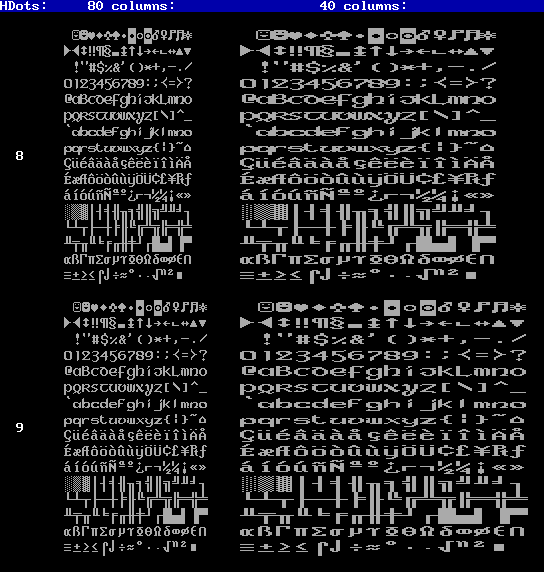 HDots: 80 columns: 40 columns:
☺☻♥♦♣♠•◘○◙♂♀♪♫☼ ☺☻♥♦♣♠•◘○◙♂♀♪♫☼
►◄↕‼¶§▬↨↑↓→←∟↔▲▼ ►◄↕‼¶§▬↨↑↓→←∟↔▲▼
!"#$%&'()*+,-./ !"#$%&'()*+,-./
0123456789:;<=>? 0123456789:;<=>?
@ABCDEFGHIJKLMNO @ABCDEFGHIJKLMNO
PQRSTUVWXYZ[\]^_ PQRSTUVWXYZ[\]^_
`abcdefghijklmno `abcdefghijklmno
8
pqrstuvwxyz{¦}~⌂ pqrstuvwxyz{¦}~⌂
ÇüéâäàåçêëèïîìÄÅ ÇüéâäàåçêëèïîìÄÅ
ÉæÆôöòûùÿÖÜ¢£¥₧ƒ ÉæÆôöòûùÿÖÜ¢£¥₧ƒ
áíóúñÑªº¿⌐¬½¼¡«» áíóúñÑªº¿⌐¬½¼¡«»
░▒▓│┤╡╢╖╕╣║╗╝╜╛┐ ░▒▓│┤╡╢╖╕╣║╗╝╜╛┐
└┴┬├─┼╞╟╚╔╩╦╠═╬╧ └┴┬├─┼╞╟╚╔╩╦╠═╬╧
╨╤╥╙╘╒╓╫╪┘┌█▄▌▐▀ ╨╤╥╙╘╒╓╫╪┘┌█▄▌▐▀
αßΓπΣσµτΦΘΩδ∞φε∩ αßΓπΣσµτΦΘΩδ∞φε∩
≡±≥≤⌠⌡÷≈°∙·√ⁿ²■ ≡±≥≤⌠⌡÷≈°∙·√ⁿ²■
☺☻♥♦♣♠•◘○◙♂♀♪♫☼ ☺☻♥♦♣♠•◘○◙♂♀♪♫☼
►◄↕‼¶§▬↨↑↓→←∟↔▲▼ ►◄↕‼¶§▬↨↑↓→←∟↔▲▼
!"#$%&'()*+,-./ !"#$%&'()*+,-./
0123456789:;<=>? 0123456789:;<=>?
@ABCDEFGHIJKLMNO @ABCDEFGHIJKLMNO
PQRSTUVWXYZ[\]^_ PQRSTUVWXYZ[\]^_
`abcdefghijklmno `abcdefghijklmno
9
pqrstuvwxyz{¦}~⌂ pqrstuvwxyz{¦}~⌂
ÇüéâäàåçêëèïîìÄÅ ÇüéâäàåçêëèïîìÄÅ
ÉæÆôöòûùÿÖÜ¢£¥₧ƒ ÉæÆôöòûùÿÖÜ¢£¥₧ƒ
áíóúñÑªº¿⌐¬½¼¡«» áíóúñÑªº¿⌐¬½¼¡«»
░▒▓│┤╡╢╖╕╣║╗╝╜╛┐ ░▒▓│┤╡╢╖╕╣║╗╝╜╛┐
└┴┬├─┼╞╟╚╔╩╦╠═╬╧ └┴┬├─┼╞╟╚╔╩╦╠═╬╧
╨╤╥╙╘╒╓╫╪┘┌█▄▌▐▀ ╨╤╥╙╘╒╓╫╪┘┌█▄▌▐▀
αßΓπΣσµτΦΘΩδ∞φε∩ αßΓπΣσµτΦΘΩδ∞φε∩
≡±≥≤⌠⌡÷≈°∙·√ⁿ²■ ≡±≥≤⌠⌡÷≈°∙·√ⁿ²■